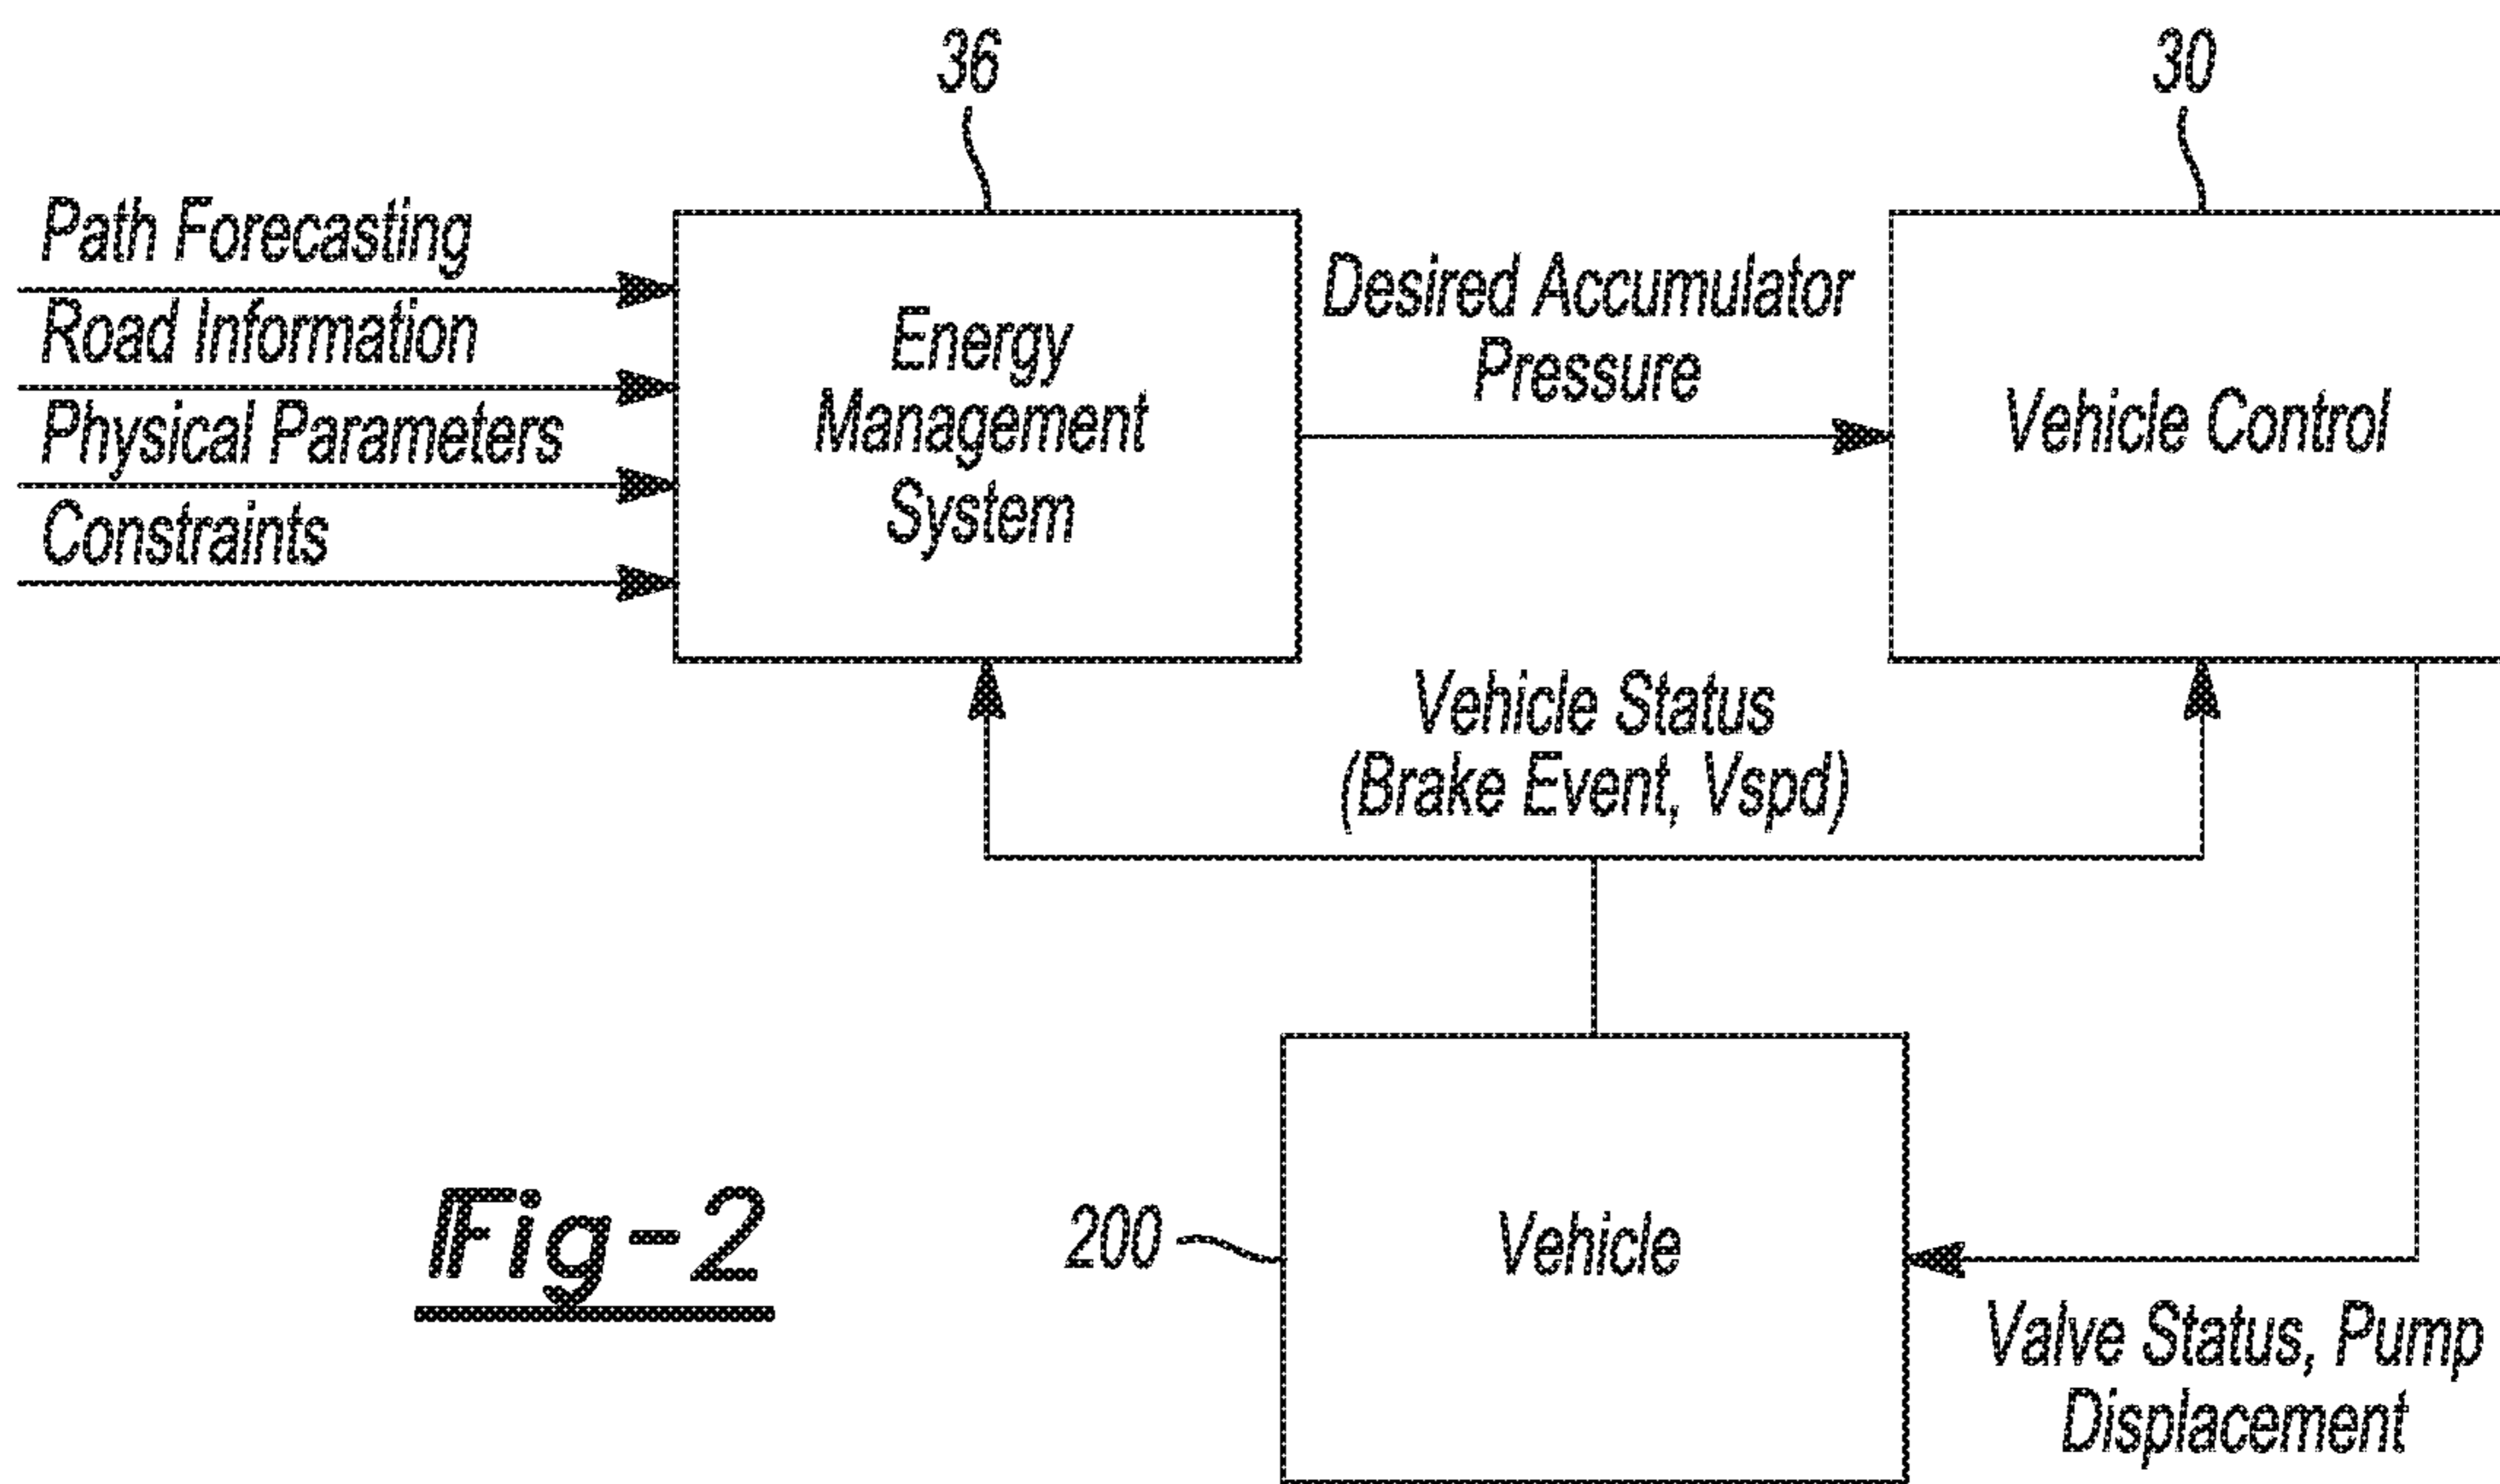 36
30
Path Forecasting
Road Information
Physical Parameters
Constraints
Energy
Management
System
Desired Accumulator
Pressure
Vehicle Control
Vehicle Status
(Brake Event, Vspd)
200
Vehicle
Valve Status, Pump
Displacement
Fig-2